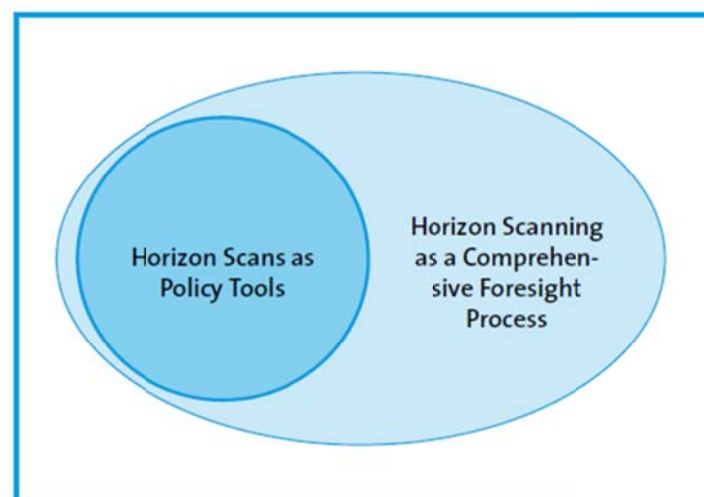 Horizon Scans as
Policy Tools
Horizon Scanning
as a Comprehen-
sive Foresight
Process